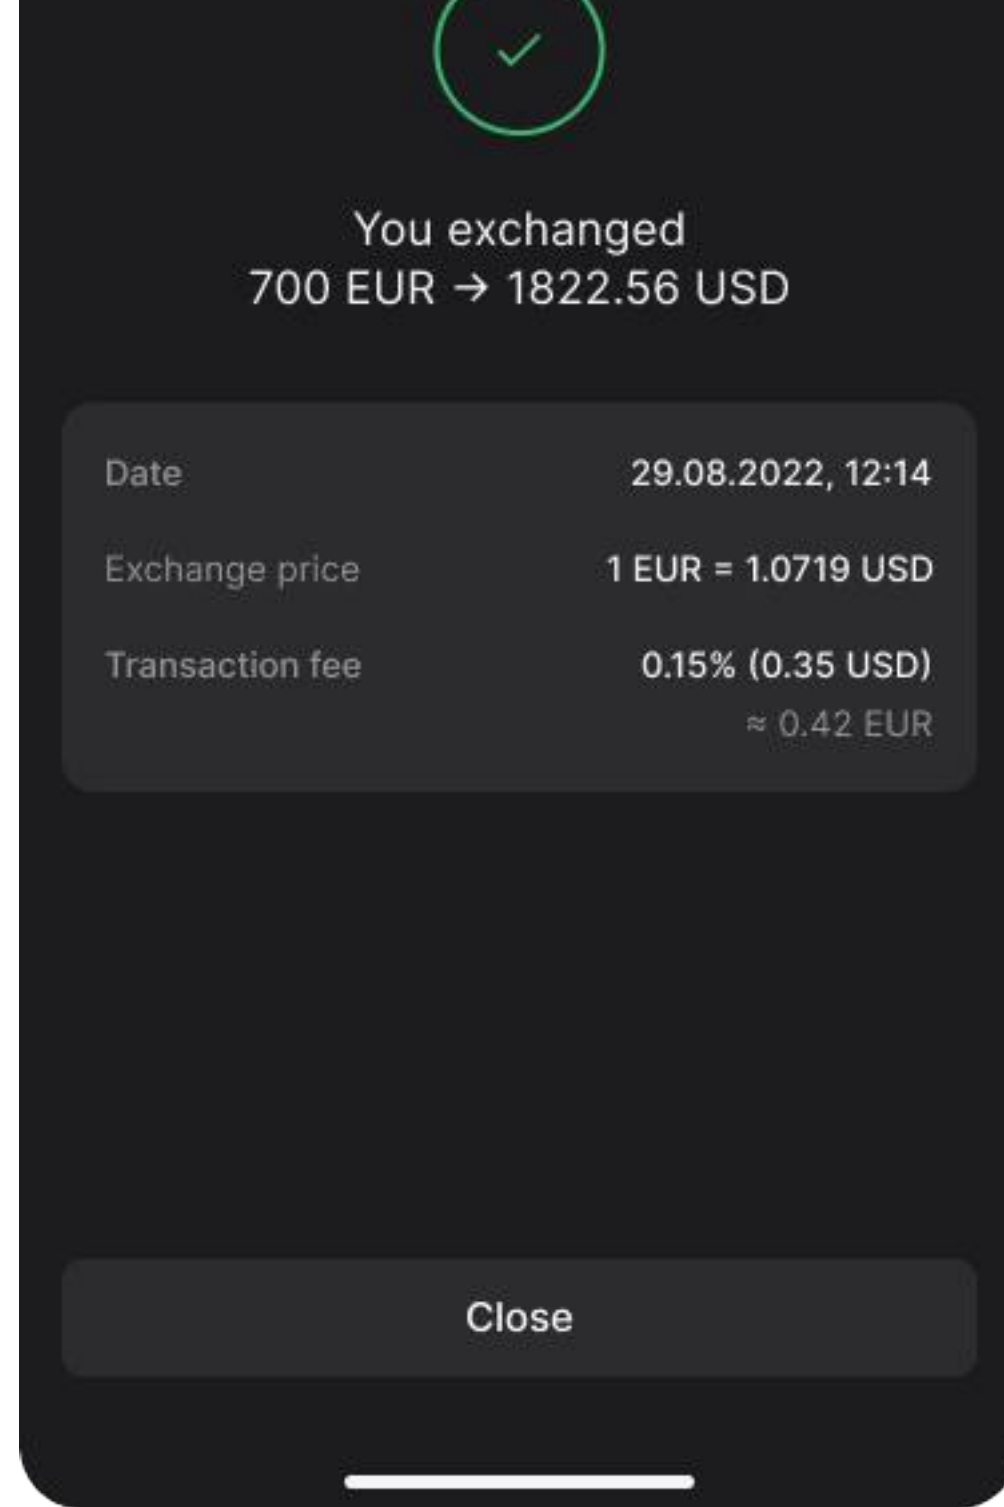 You exchanged
700 EUR → 1822.56 USD
Date 29.08.2022, 12:14
Exchange price 1 EUR = 1.0719 USD
Transaction fee 0.15% (0.35 USD)
≈ 0.42 EUR
Close